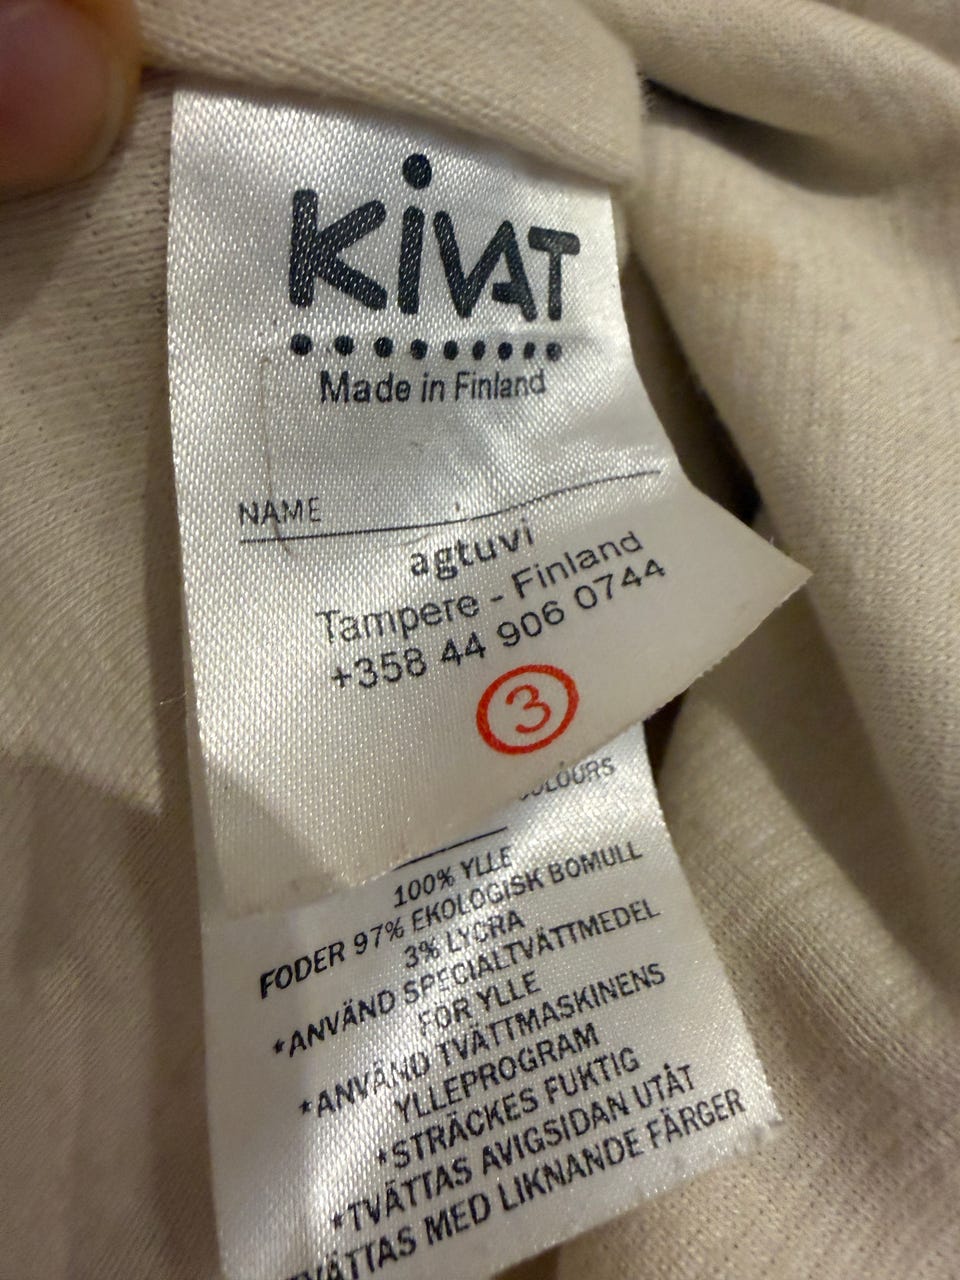 KiVAT
Made in Finland
NAME
agtuvi
Tampere - Finland
+358 44 906 0744
3
100% YLLE
FODER 97% EKOLOGISK BOMULL
3% LYCRA
*ANVÄND SPECIALTVÄTTMEDEL
FÖR YLLE
*ANVÄND TVÄTTMASKINENS
YLLEPROGRAM
*STRÄCKES FUKTIG
*TVÄTTAS AVIGSIDAN UTÅT
TVÄTTAS MED LIKNANDE FÄRGER